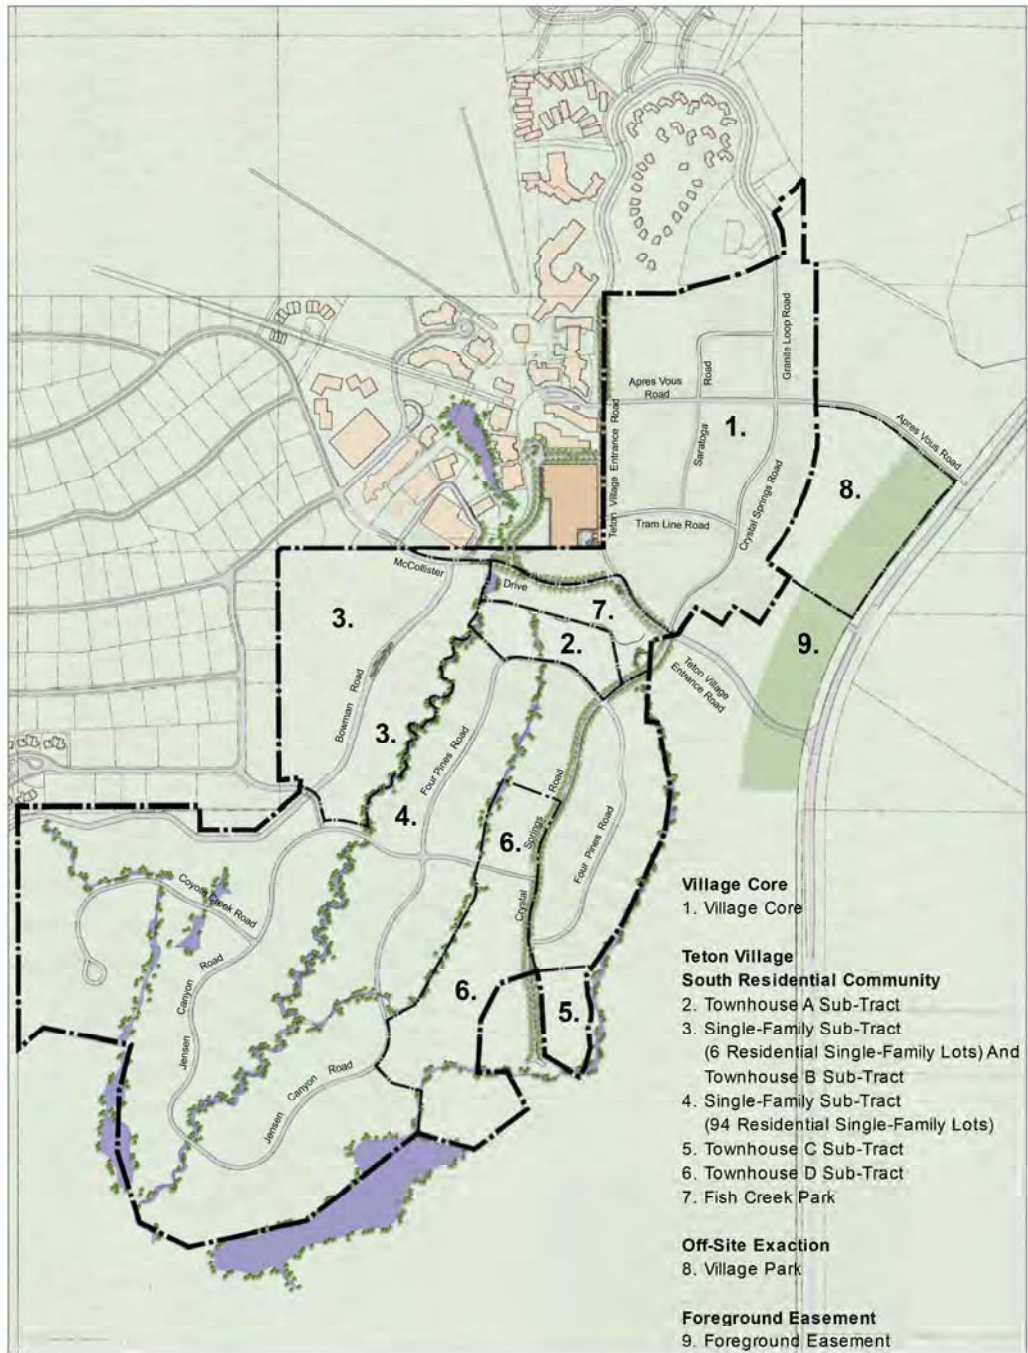 Granite Loop Road
Apres Vous
Road
Road
Saratoga
1.
Teton Village Entrance Road
Apres Vous Road
8.
Tram Line Road
Crystal Springs Road
McCollister
Drive
7.
3.
2.
9.
Teton Village
Entrance Road
Bowman Road
3.
Four Pines Road
4.
6.
Springs Road
Crystal
Four Pines Road
Coyote Creek Road
Jensen Canyon Road
6.
5.
Jensen Canyon Road
Village Core
1. Village Core
Teton Village
South Residential Community
2. Townhouse A Sub-Tract
3. Single-Family Sub-Tract
(6 Residential Single-Family Lots) And
Townhouse B Sub-Tract
4. Single-Family Sub-Tract
(94 Residential Single-Family Lots)
5. Townhouse C Sub-Tract
6. Townhouse D Sub-Tract
7. Fish Creek Park
Off-Site Exaction
8. Village Park
Foreground Easement
9. Foreground Easement